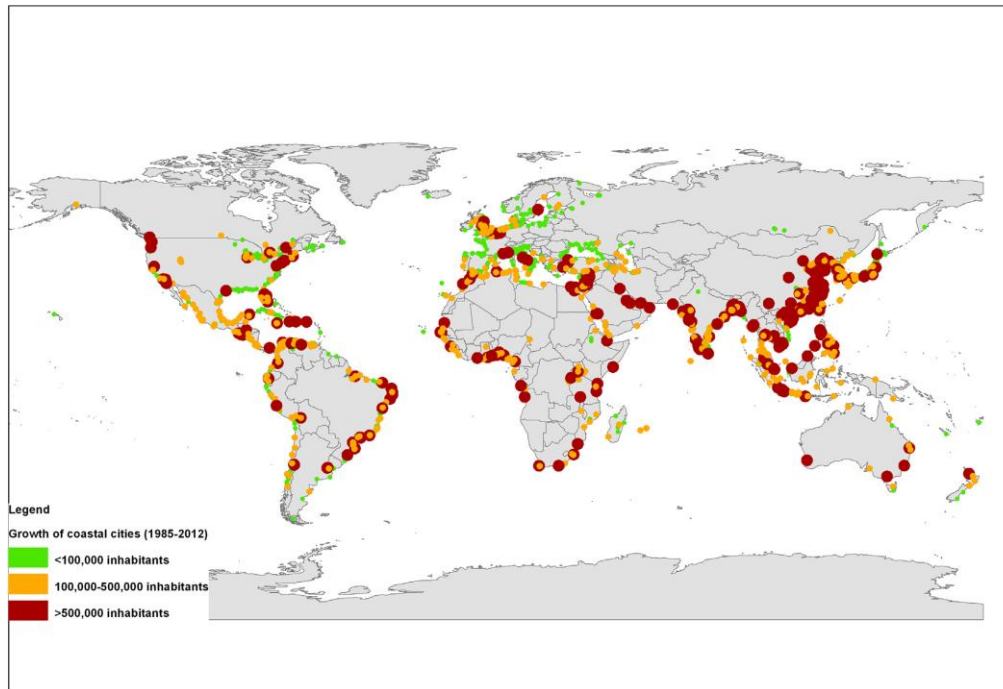 Legend
Growth of coastal cities (1985-2012)
<100,000 inhabitants
100,000-500,000 inhabitants
>500,000 inhabitants